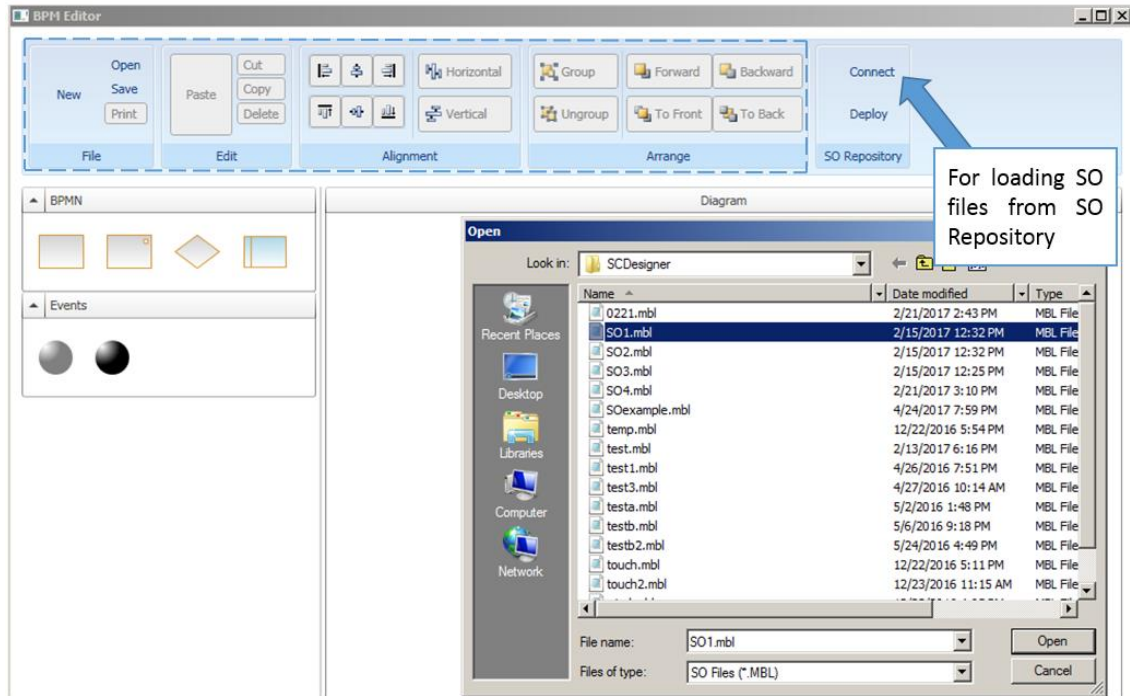 BPM Editor
New
Open
Save
Print
File
Paste
Cut
Copy
Delete
Edit
Horizontal
Vertical
Alignment
Group
Forward
Backward
Ungroup
To Front
To Back
Arrange
Connect
Deploy
SO Repository
For loading SO
files from SO
Repository
BPMN
Events
Diagram
Open
Look in:
SCDesigner
Recent Places
Desktop
Libraries
Computer
Network
Name Date modified Type
0221.mbl 2/21/2017 2:43 PM MBL File
SO1.mbl 2/15/2017 12:32 PM MBL File
SO2.mbl 2/15/2017 12:32 PM MBL File
SO3.mbl 2/15/2017 12:25 PM MBL File
SO4.mbl 2/21/2017 3:10 PM MBL File
SOexample.mbl 4/24/2017 7:59 PM MBL File
temp.mbl 12/22/2016 5:54 PM MBL File
test.mbl 2/13/2017 6:16 PM MBL File
test1.mbl 4/26/2016 7:51 PM MBL File
test3.mbl 4/27/2016 10:14 AM MBL File
testa.mbl 5/2/2016 1:48 PM MBL File
testb.mbl 5/6/2016 9:18 PM MBL File
testb2.mbl 5/24/2016 4:49 PM MBL File
touch.mbl 12/22/2016 5:11 PM MBL File
touch2.mbl 12/23/2016 11:15 AM MBL File
File name: SO1.mbl Open
Files of type: SO Files (*.MBL) Cancel